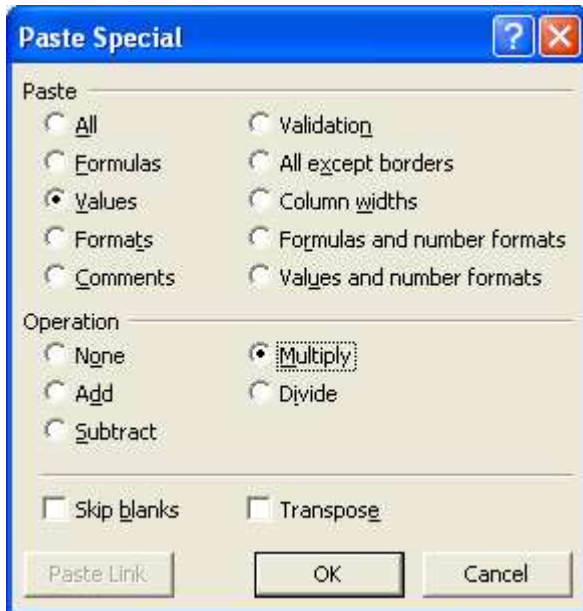 Paste Special
Paste
All Validation
Formulas All except borders
Values Column widths
Formats Formulas and number formats
Comments Values and number formats
Operation
None Multiply
Add Divide
Subtract
Skip blanks Transpose
Paste Link OK Cancel